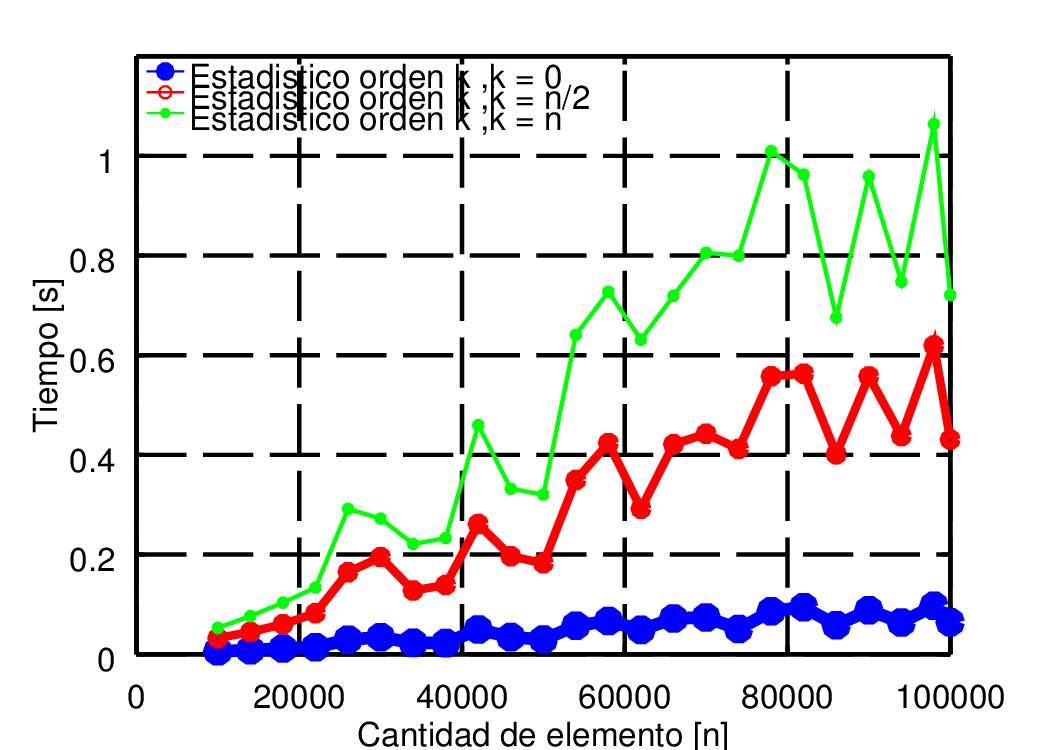 Estadistico orden k ,k = 0
Estadistico orden k ,k = n/2
Estadistico orden k ,k = n
1
0.8
0.6
0.4
0.2
0
Tiempo [s]
0 20000 40000 60000 80000 100000
Cantidad de elemento [n]